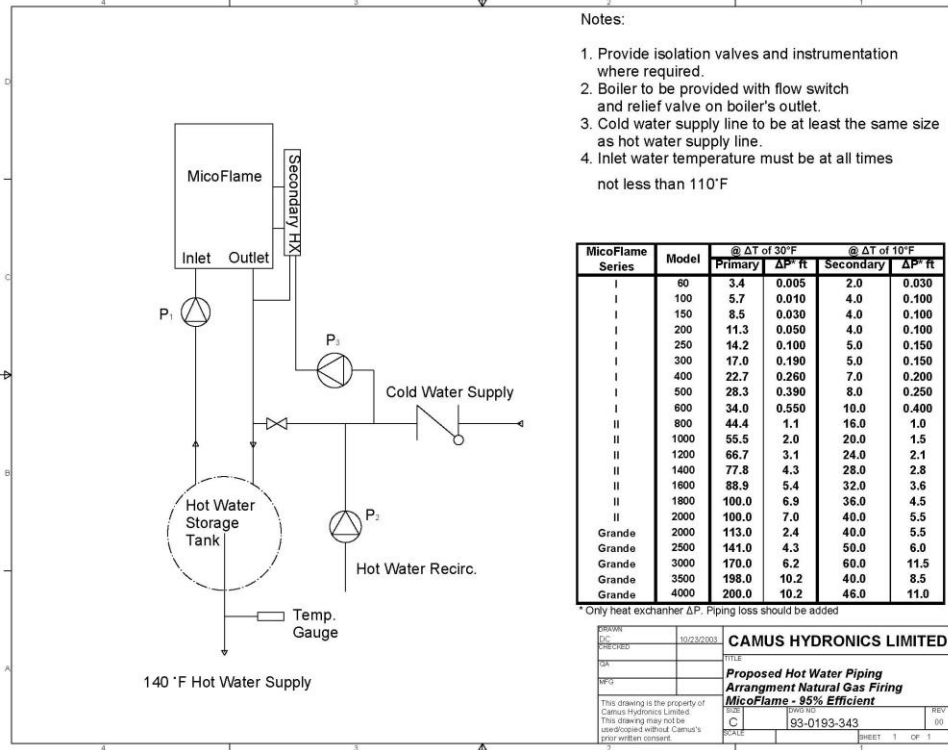 4
3
2
1
D
C
B
A
MicoFlame
Inlet Outlet
Secondary HX
P1
P3
Cold Water Supply
Hot Water
Storage
Tank
P2
Hot Water Recirc.
Temp.
Gauge
140 °F Hot Water Supply
Notes:
1. Provide isolation valves and instrumentation
where required.
2. Boiler to be provided with flow switch
and relief valve on boiler's outlet.
3. Cold water supply line to be at least the same size
as hot water supply line.
4. Inlet water temperature must be at all times
not less than 110°F
MicoFlame Series Model @ ΔT of 30°F @ ΔT of 10°F
Primary ΔP* ft Secondary ΔP* ft
I 60 3.4 0.005 2.0 0.030
I 100 5.7 0.010 4.0 0.100
I 150 8.5 0.030 4.0 0.100
I 200 11.3 0.050 4.0 0.100
I 250 14.2 0.100 5.0 0.150
I 300 17.0 0.190 5.0 0.150
I 400 22.7 0.260 7.0 0.200
I 500 28.3 0.390 8.0 0.250
I 600 34.0 0.550 10.0 0.400
II 800 44.4 1.1 16.0 1.0
II 1000 55.5 2.0 20.0 1.5
II 1200 66.7 3.1 24.0 2.1
II 1400 77.8 4.3 28.0 2.8
II 1600 88.9 5.4 32.0 3.6
II 1800 100.0 6.9 36.0 4.5
II 2000 100.0 7.0 40.0 5.5
Grande 2000 113.0 2.4 40.0 5.5
Grande 2500 141.0 4.3 50.0 6.0
Grande 3000 170.0 6.2 60.0 11.5
Grande 3500 198.0 10.2 40.0 8.5
Grande 4000 200.0 10.2 46.0 11.0
* Only heat exchanher ΔP. Piping loss should be added
DRAWN
DC 10/23/2003
CHECKED
QA
MFG
This drawing is the property of
Camus Hydronics Limited.
This drawing may not be
used/copied without Camus's
prior written consent.
CAMUS HYDRONICS LIMITED
TITLE
Proposed Hot Water Piping
Arrangment Natural Gas Firing
MicoFlame - 95% Efficient
SIZE DWG NO REV
C 93-0193-343 00
SCALE SHEET 1 OF 1
4
3
2
1